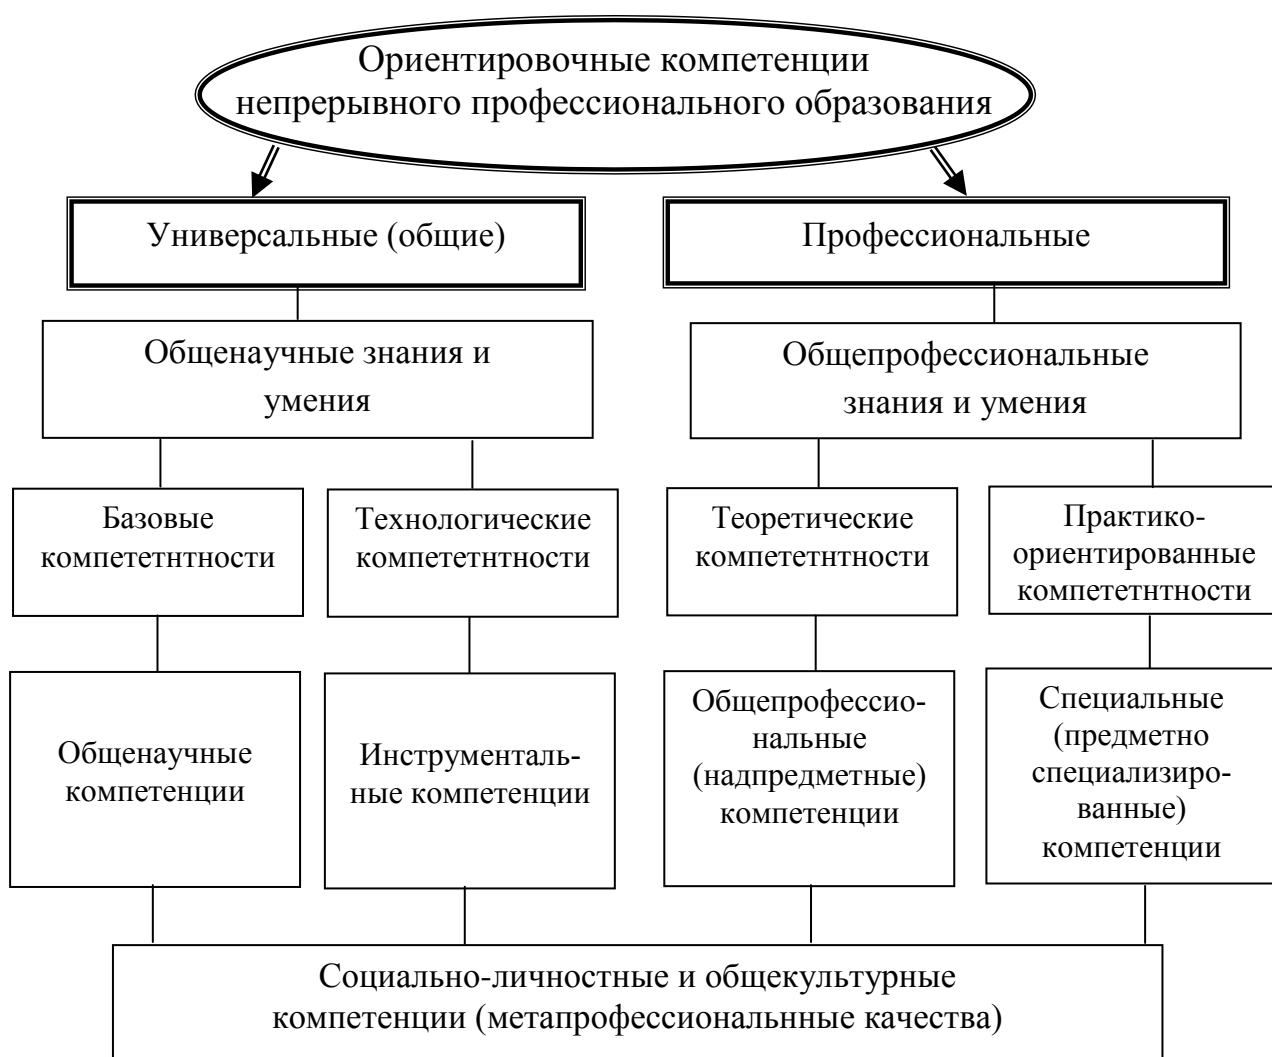 Ориентировочные компетенции
непрерывного профессионального образования
Универсальные (общие)
Профессиональные
Общенаучные знания и
умения
Общепрофессиональные
знания и умения
Базовые
компететнтности
Технологические
компететнтности
Теоретические
компететнтности
Практико-
ориентированные
компететнтности
Общенаучные
компетенции
Инструменталь-
ные компетенции
Общепрофессио-
нальные
(надпредметные)
компетенции
Специальные
(предметно
специализиро-
ванные)
компетенции
Социально-личностные и общекультурные
компетенции (метапрофессиональнные качества)